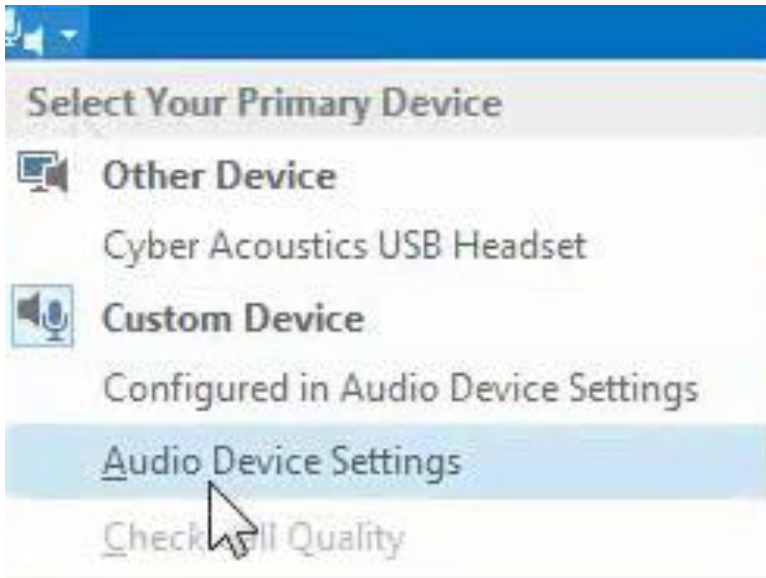 Select Your Primary Device
Other Device
Cyber Acoustics USB Headset
Custom Device
Configured in Audio Device Settings
Audio Device Settings
Check Quality